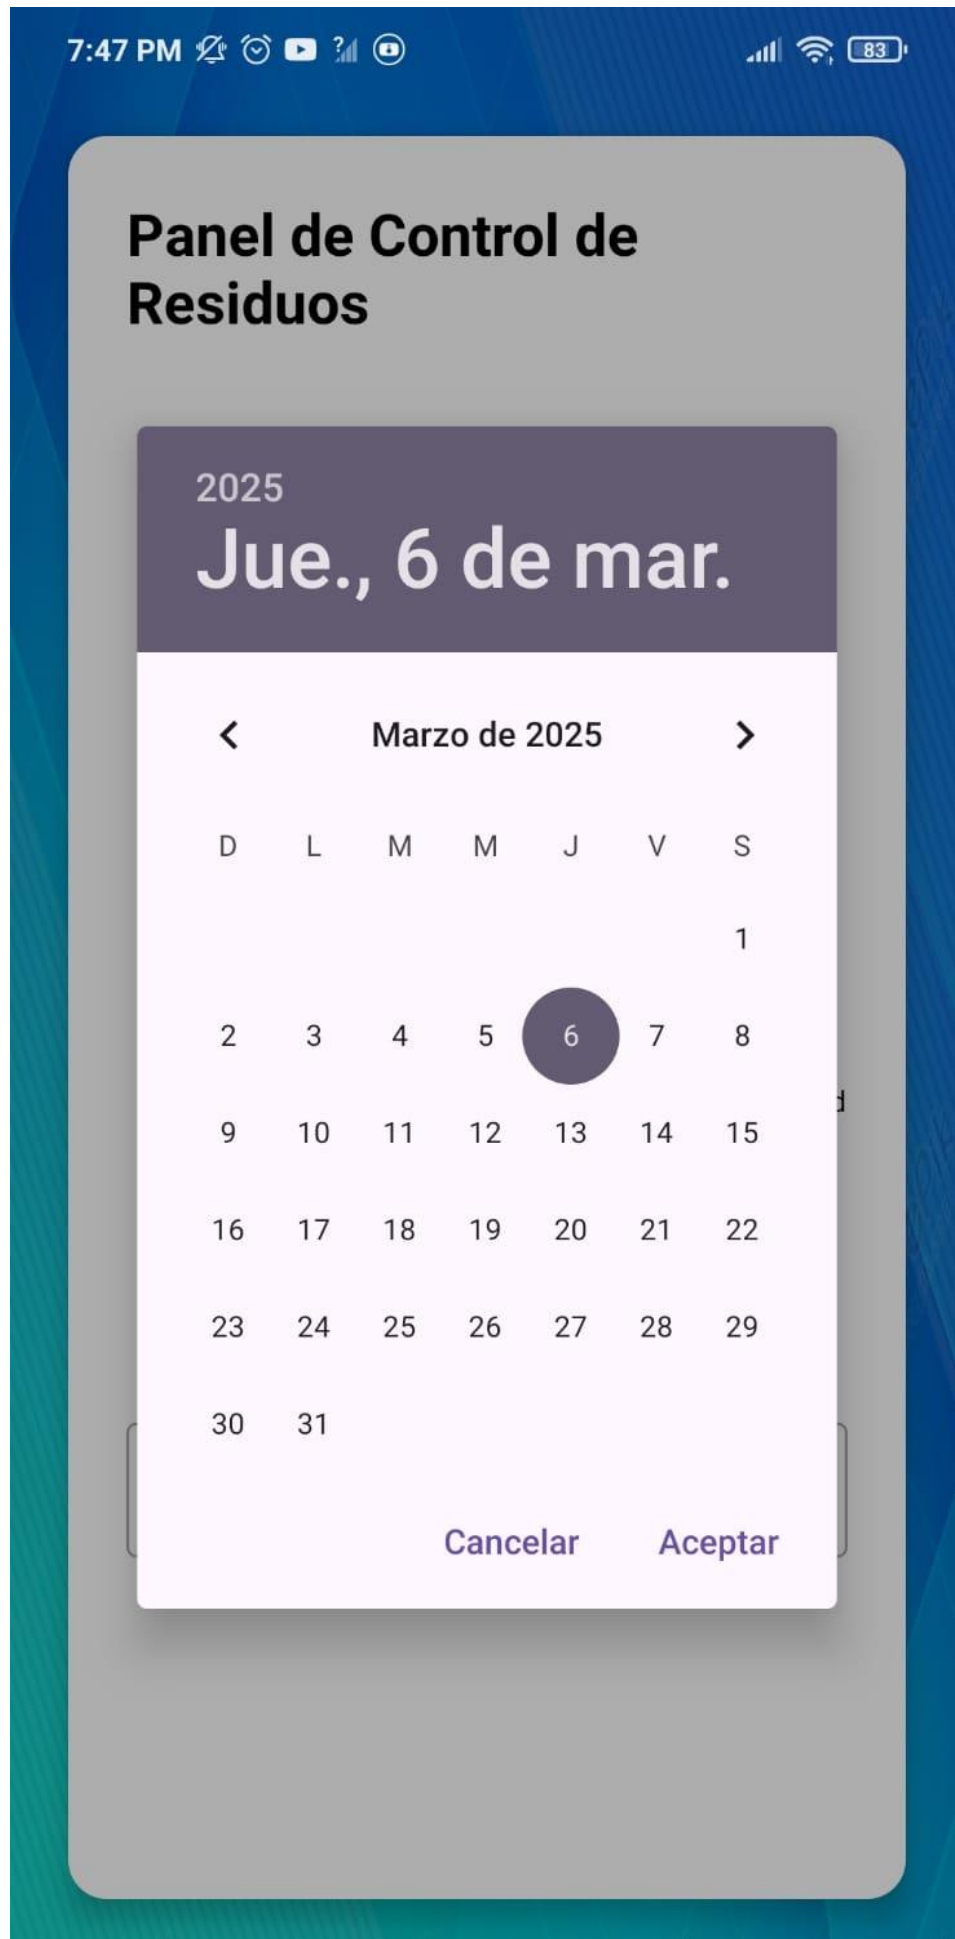 7:47 PM
83
Panel de Control de
Residuos
2025
Jue., 6 de mar.
Marzo de 2025
D L M M J V S
1
2 3 4 5 6 7 8
9 10 11 12 13 14 15
16 17 18 19 20 21 22
23 24 25 26 27 28 29
30 31
Cancelar Aceptar